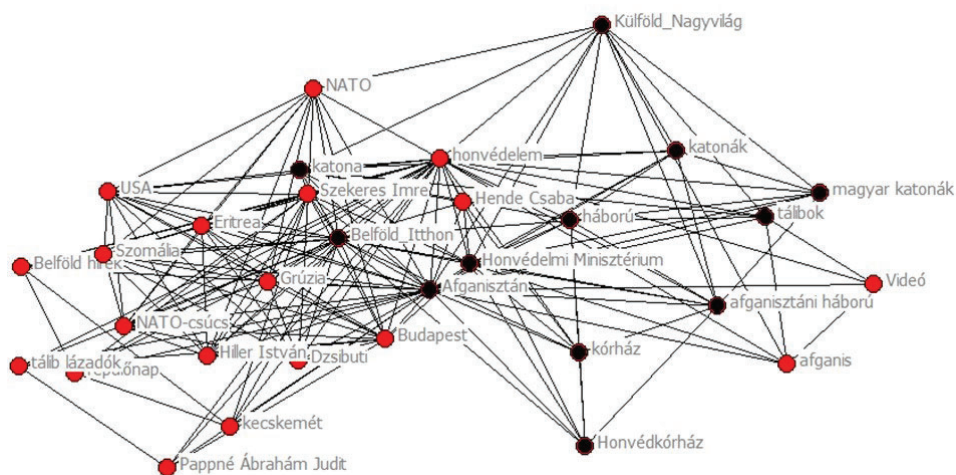 Külföld_Nagyvilág
NATO
katonák
honvédelem
katona
USA
Szekeres Imre
magyar katonák
Hende Csaba
tálibok
háború
Eritrea
Belföld_Itthon
Szomália
Honvédelmi Minisztérium
Belföld hírek
Grúzia
Videó
Afganisztán
afganisztáni háború
NATO-csúcs
Budapest
kórház
Hiller István
Dzsibuti
afganis
tálib lázadók
repülőnap
kecskemét
Honvédkórház
Pappné Ábrahám Judit